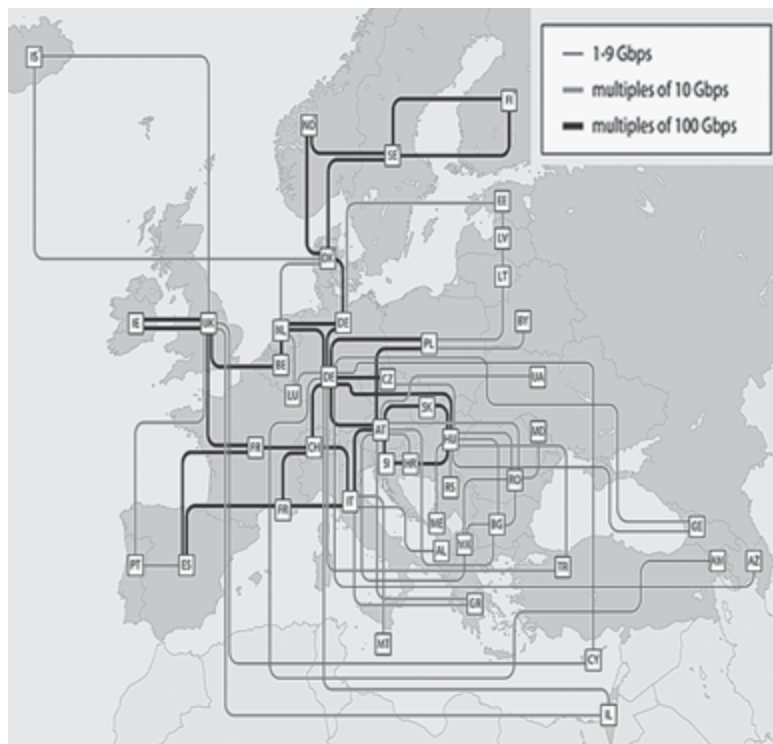 1-9 Gbps
multiples of 10 Gbps
multiples of 100 Gbps
IS
FI
NO
SE
EE
DK
LV
LT
IE
UK
NL
DE
BY
PL
BE
DE
CZ
UA
LU
SK
AT
HU
MD
FR
CH
SI
HR
RO
RS
IT
FR
ME
BG
GE
MK
AL
PT
ES
TR
AM
AZ
GR
MT
CY
IL